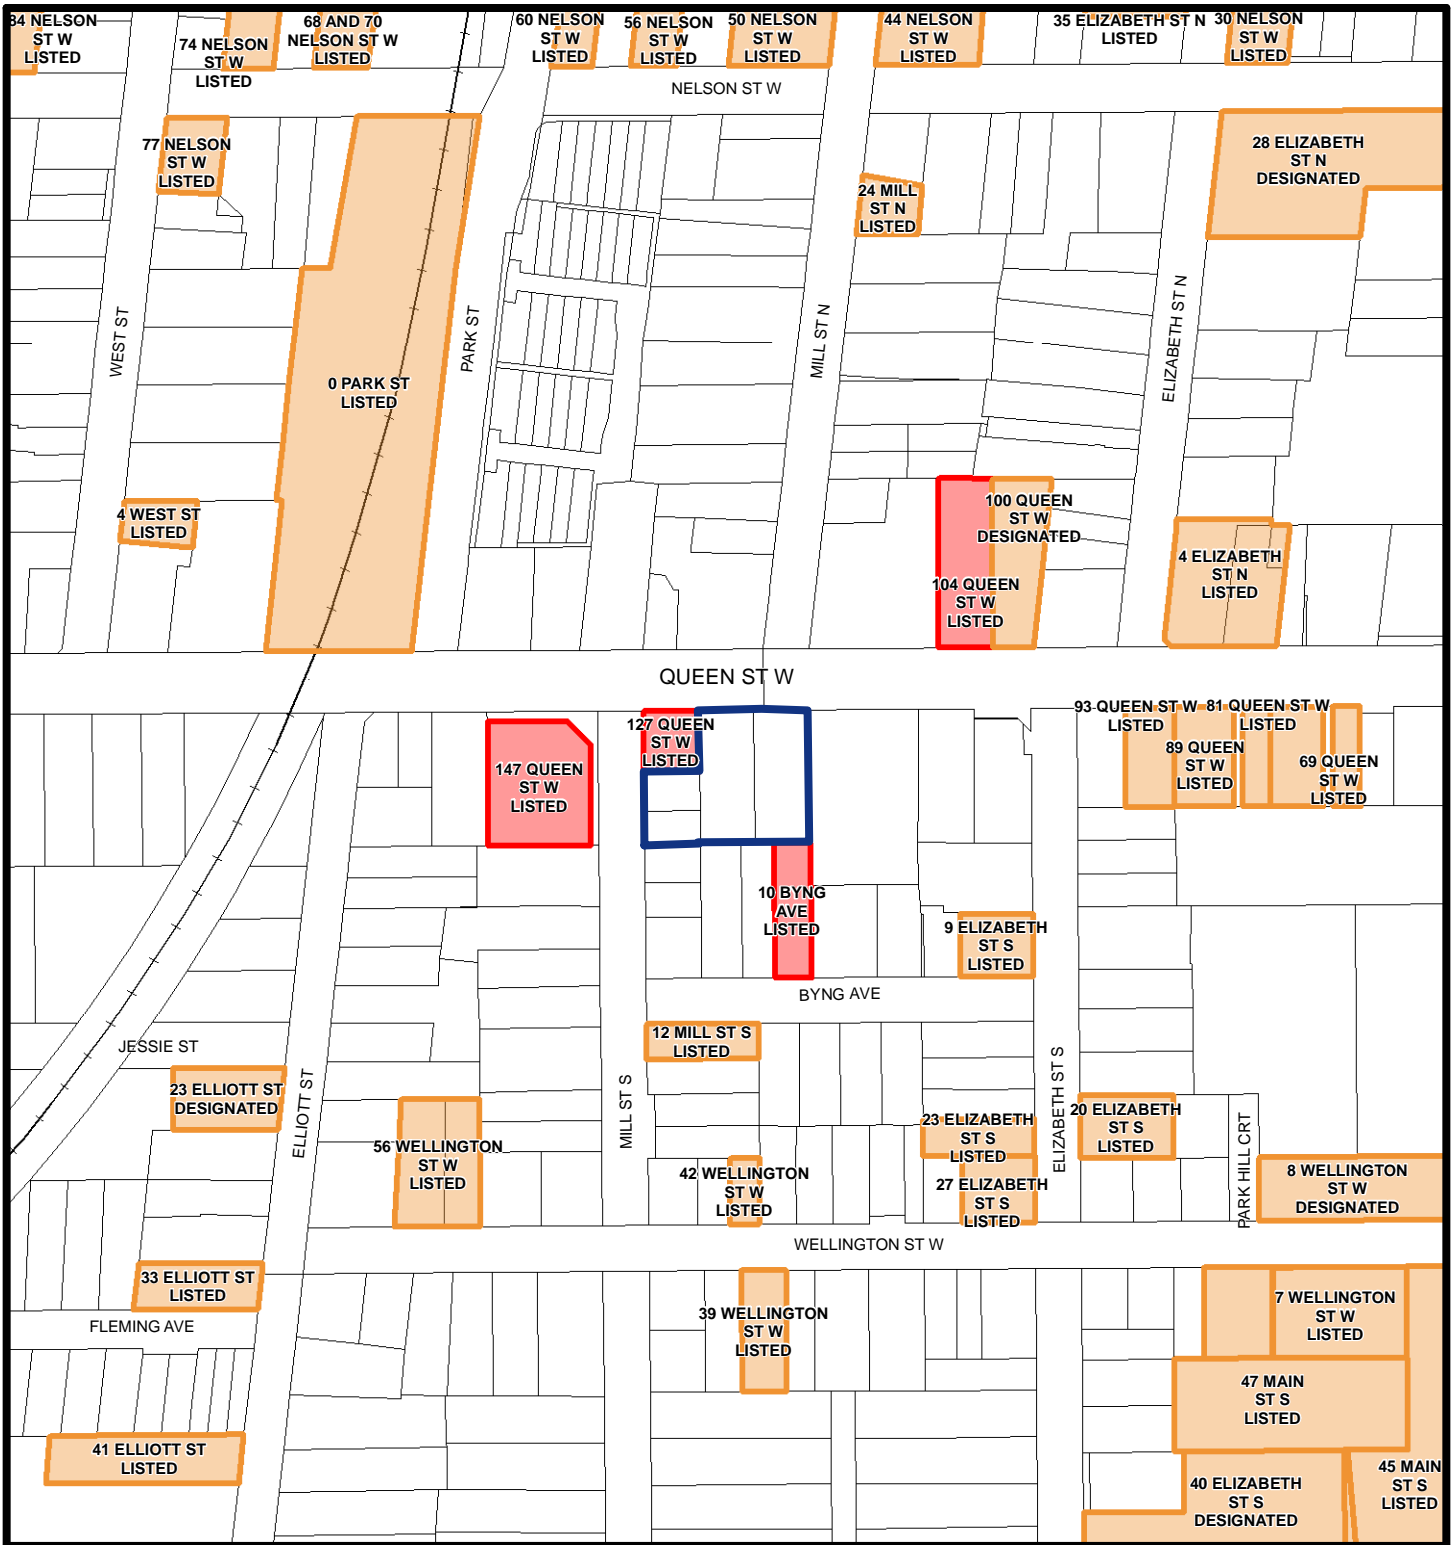 84 NELSON
ST W
LISTED
74 NELSON
ST W
LISTED
68 AND 70
NELSON ST W
LISTED
60 NELSON
ST W
LISTED
56 NELSON
ST W
LISTED
50 NELSON
ST W
LISTED
44 NELSON
ST W
LISTED
35 ELIZABETH ST N
LISTED
30 NELSON
ST W
LISTED
NELSON ST W
77 NELSON
ST W
LISTED
28 ELIZABETH
ST N
DESIGNATED
24 MILL
ST N
LISTED
WEST ST
PARK ST
MILL ST N
ELIZABETH ST N
0 PARK ST
LISTED
4 WEST ST
LISTED
100 QUEEN
ST W
DESIGNATED
104 QUEEN
ST W
LISTED
4 ELIZABETH
ST N
LISTED
QUEEN ST W
127 QUEEN
ST W
LISTED
147 QUEEN
ST W
LISTED
93 QUEEN ST W
LISTED
81 QUEEN ST W
LISTED
89 QUEEN
ST W
LISTED
69 QUEEN
ST W
LISTED
10 BYNG
AVE
LISTED
9 ELIZABETH
ST S
LISTED
BYNG AVE
12 MILL ST S
LISTED
JESSIE ST
23 ELLIOTT ST
DESIGNATED
ELLIOTT ST
MILL ST S
ELIZABETH ST S
PARK HILL CRT
56 WELLINGTON
ST W
LISTED
42 WELLINGTON
ST W
LISTED
23 ELIZABETH
ST S
LISTED
27 ELIZABETH
ST S
LISTED
20 ELIZABETH
ST S
LISTED
8 WELLINGTON
ST W
DESIGNATED
WELLINGTON ST W
33 ELLIOTT ST
LISTED
FLEMING AVE
39 WELLINGTON
ST W
LISTED
7 WELLINGTON
ST W
LISTED
47 MAIN
ST S
LISTED
41 ELLIOTT ST
LISTED
40 ELIZABETH
ST S
DESIGNATED
45 MAIN
ST S
LISTED